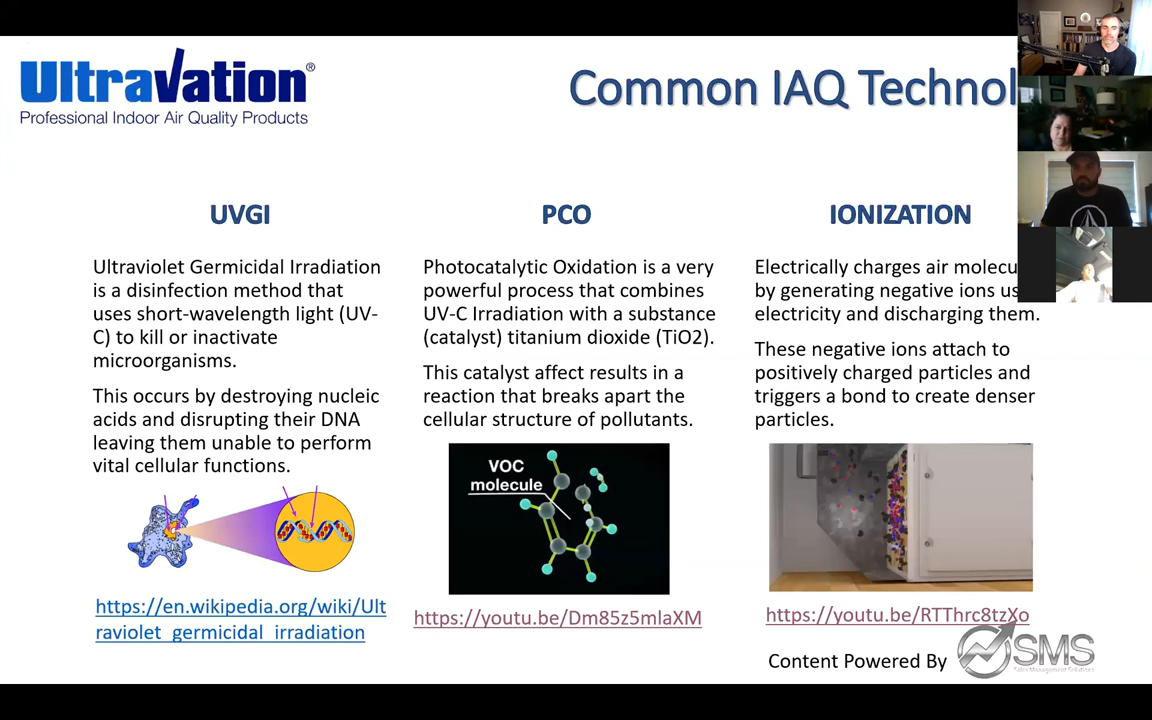 Ultravation®
Professional Indoor Air Quality Products
Common IAQ Technol
UVGI
Ultraviolet Germicidal Irradiation
is a disinfection method that
uses short-wavelength light (UV-
C) to kill or inactivate
microorganisms.
This occurs by destroying nucleic
acids and disrupting their DNA
leaving them unable to perform
vital cellular functions.
https://en.wikipedia.org/wiki/Ult
raviolet_germicidal_irradiation
PCO
Photocatalytic Oxidation is a very
powerful process that combines
UV-C Irradiation with a substance
(catalyst) titanium dioxide (TiO2).
This catalyst affect results in a
reaction that breaks apart the
cellular structure of pollutants.
VOC
molecule
https://youtu.be/Dm85z5mlaXM
IONIZATION
Electrically charges air molecu
by generating negative ions us
electricity and discharging them.
These negative ions attach to
positively charged particles and
triggers a bond to create denser
particles.
https://youtu.be/RTThrc8tzXo
Content Powered By
SMS
Sales Management Solutions